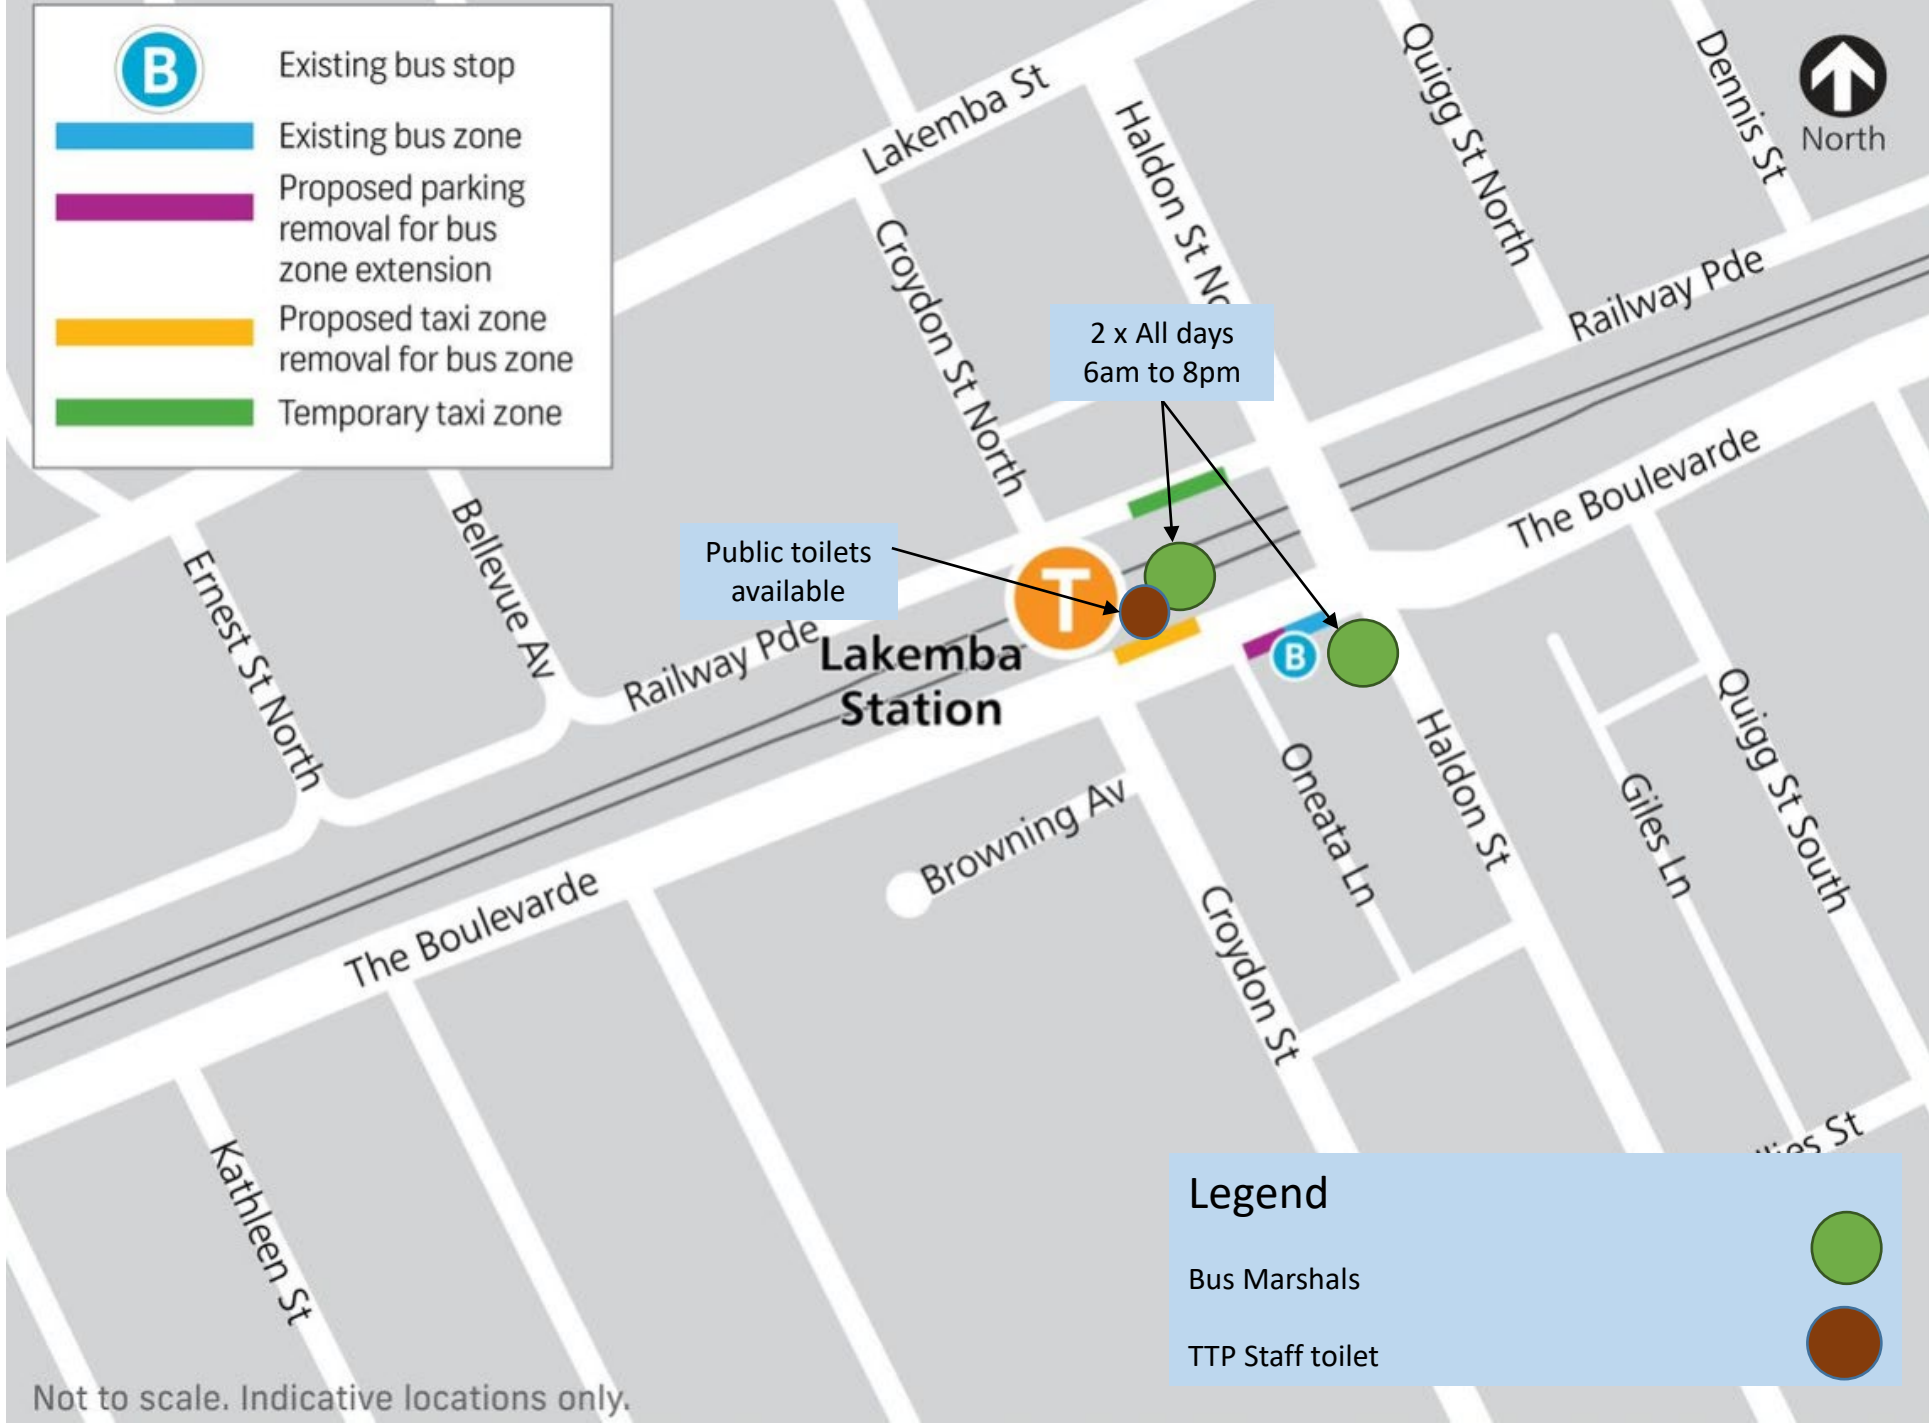 B
Existing bus stop
Existing bus zone
Proposed parking
removal for bus
zone extension
Proposed taxi zone
removal for bus zone
Temporary taxi zone
North
Lakemba St
Haldon St
Quigg St North
Dennis St
Croydon St North
Railway Pde
2 x All days
6am to 8pm
The Boulevarde
Public toilets
available
T
Lakemba
Station
B
Bellevue Av
Ernest St North
Railway Pde
Browning Av
Oneata Ln
Haldon St
Giles Ln
Quigg St South
Croydon St
The Boulevarde
Kathleen St
St
Legend
Bus Marshals
TTP Staff toilet
Not to scale. Indicative locations only.